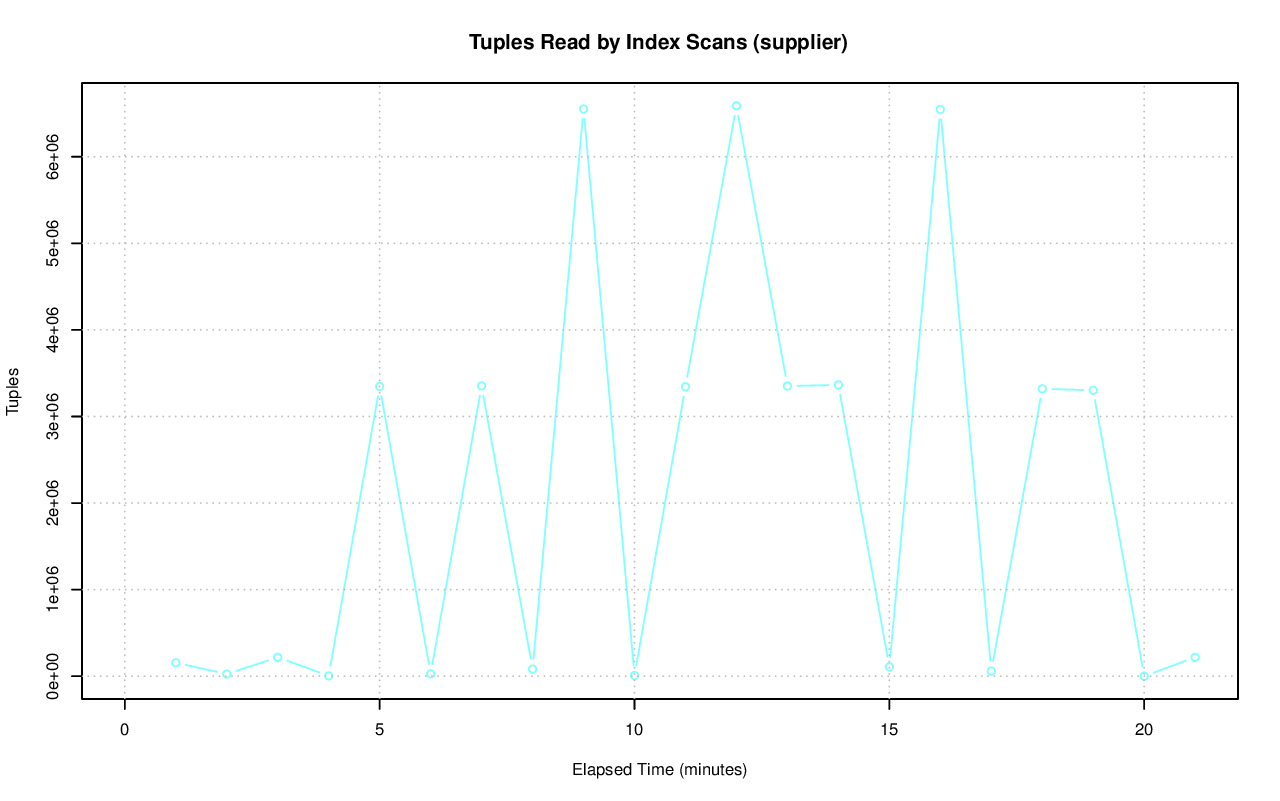 Tuples Read by Index Scans (supplier)
Tuples
6e+06
5e+06
4e+06
3e+06
2e+06
1e+06
0e+00
0 5 10 15 20
Elapsed Time (minutes)